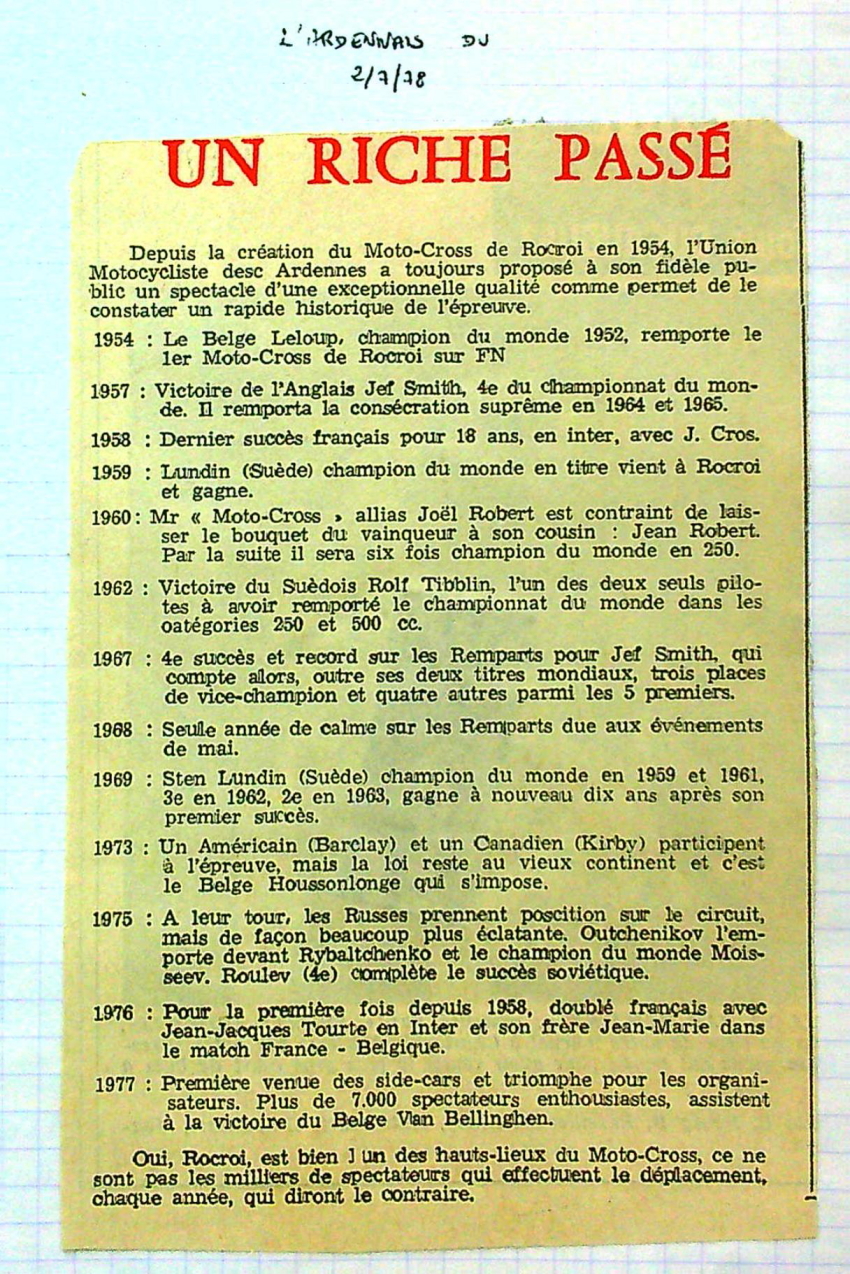 L'ARDENNAIS DU
2/7/78
UN RICHE PASSÉ
Depuis la création du Moto-Cross de Rocroi en 1954, l'Union
Motocycliste desc Ardennes a toujours proposé à son fidèle pu-
blic un spectacle d'une exceptionnelle qualité comme permet de le
constater un rapide historique de l'épreuve.
1954 : Le Belge Leloup, champion du monde 1952, remporte le
1er Moto-Cross de Rocroi sur FN
1957 : Victoire de l'Anglais Jef Smith, 4e du championnat du mon-
de. Il remporta la consécration suprême en 1964 et 1965.
1958 : Dernier succès français pour 18 ans, en inter, avec J. Cros.
1959 : Lundin (Suède) champion du monde en titre vient à Rocroi
et gagne.
1960 : Mr « Moto-Cross » allias Joël Robert est contraint de lais-
ser le bouquet du vainqueur à son cousin : Jean Robert.
Par la suite il sera six fois champion du monde en 250.
1962 : Victoire du Suèdois Rolf Tibblin, l'un des deux seuls pilo-
tes à avoir remporté le championnat du monde dans les
catégories 250 et 500 cc.
1967 : 4e succès et record sur les Remparts pour Jef Smith, qui
compte alors, outre ses deux titres mondiaux, trois places
de vice-champion et quatre autres parmi les 5 premiers.
1968 : Seulle année de calme sur les Remparts due aux événements
de mai.
1969 : Sten Lundin (Suède) champion du monde en 1959 et 1961,
3e en 1962, 2e en 1963, gagne à nouveau dix ans après son
premier succès.
1973 : Un Américain (Barclay) et un Canadien (Kirby) participent
à l'épreuve, mais la loi reste au vieux continent et c'est
le Belge Houssonlonge qui s'impose.
1975 : A leur tour, les Russes prennent poscition sur le circuit,
mais de façon beaucoup plus éclatante. Outchenikov l'em-
porte devant Rybaltchenko et le champion du monde Mois-
seev. Roulev (4e) complète le succès soviétique.
1976 : Pour la première fois depuis 1958, doublé français avec
Jean-Jacques Tourte en Inter et son frère Jean-Marie dans
le match France - Belgique.
1977 : Première venue des side-cars et triomphe pour les organi-
sateurs. Plus de 7.000 spectateurs enthousiastes, assistent
à la victoire du Belge Van Bellinghen.
Oui, Rocroi, est bien l un des hauts-lieux du Moto-Cross, ce ne
sont pas les milliers de spectateurs qui effectuent le déplacement,
chaque année, qui diront le contraire.